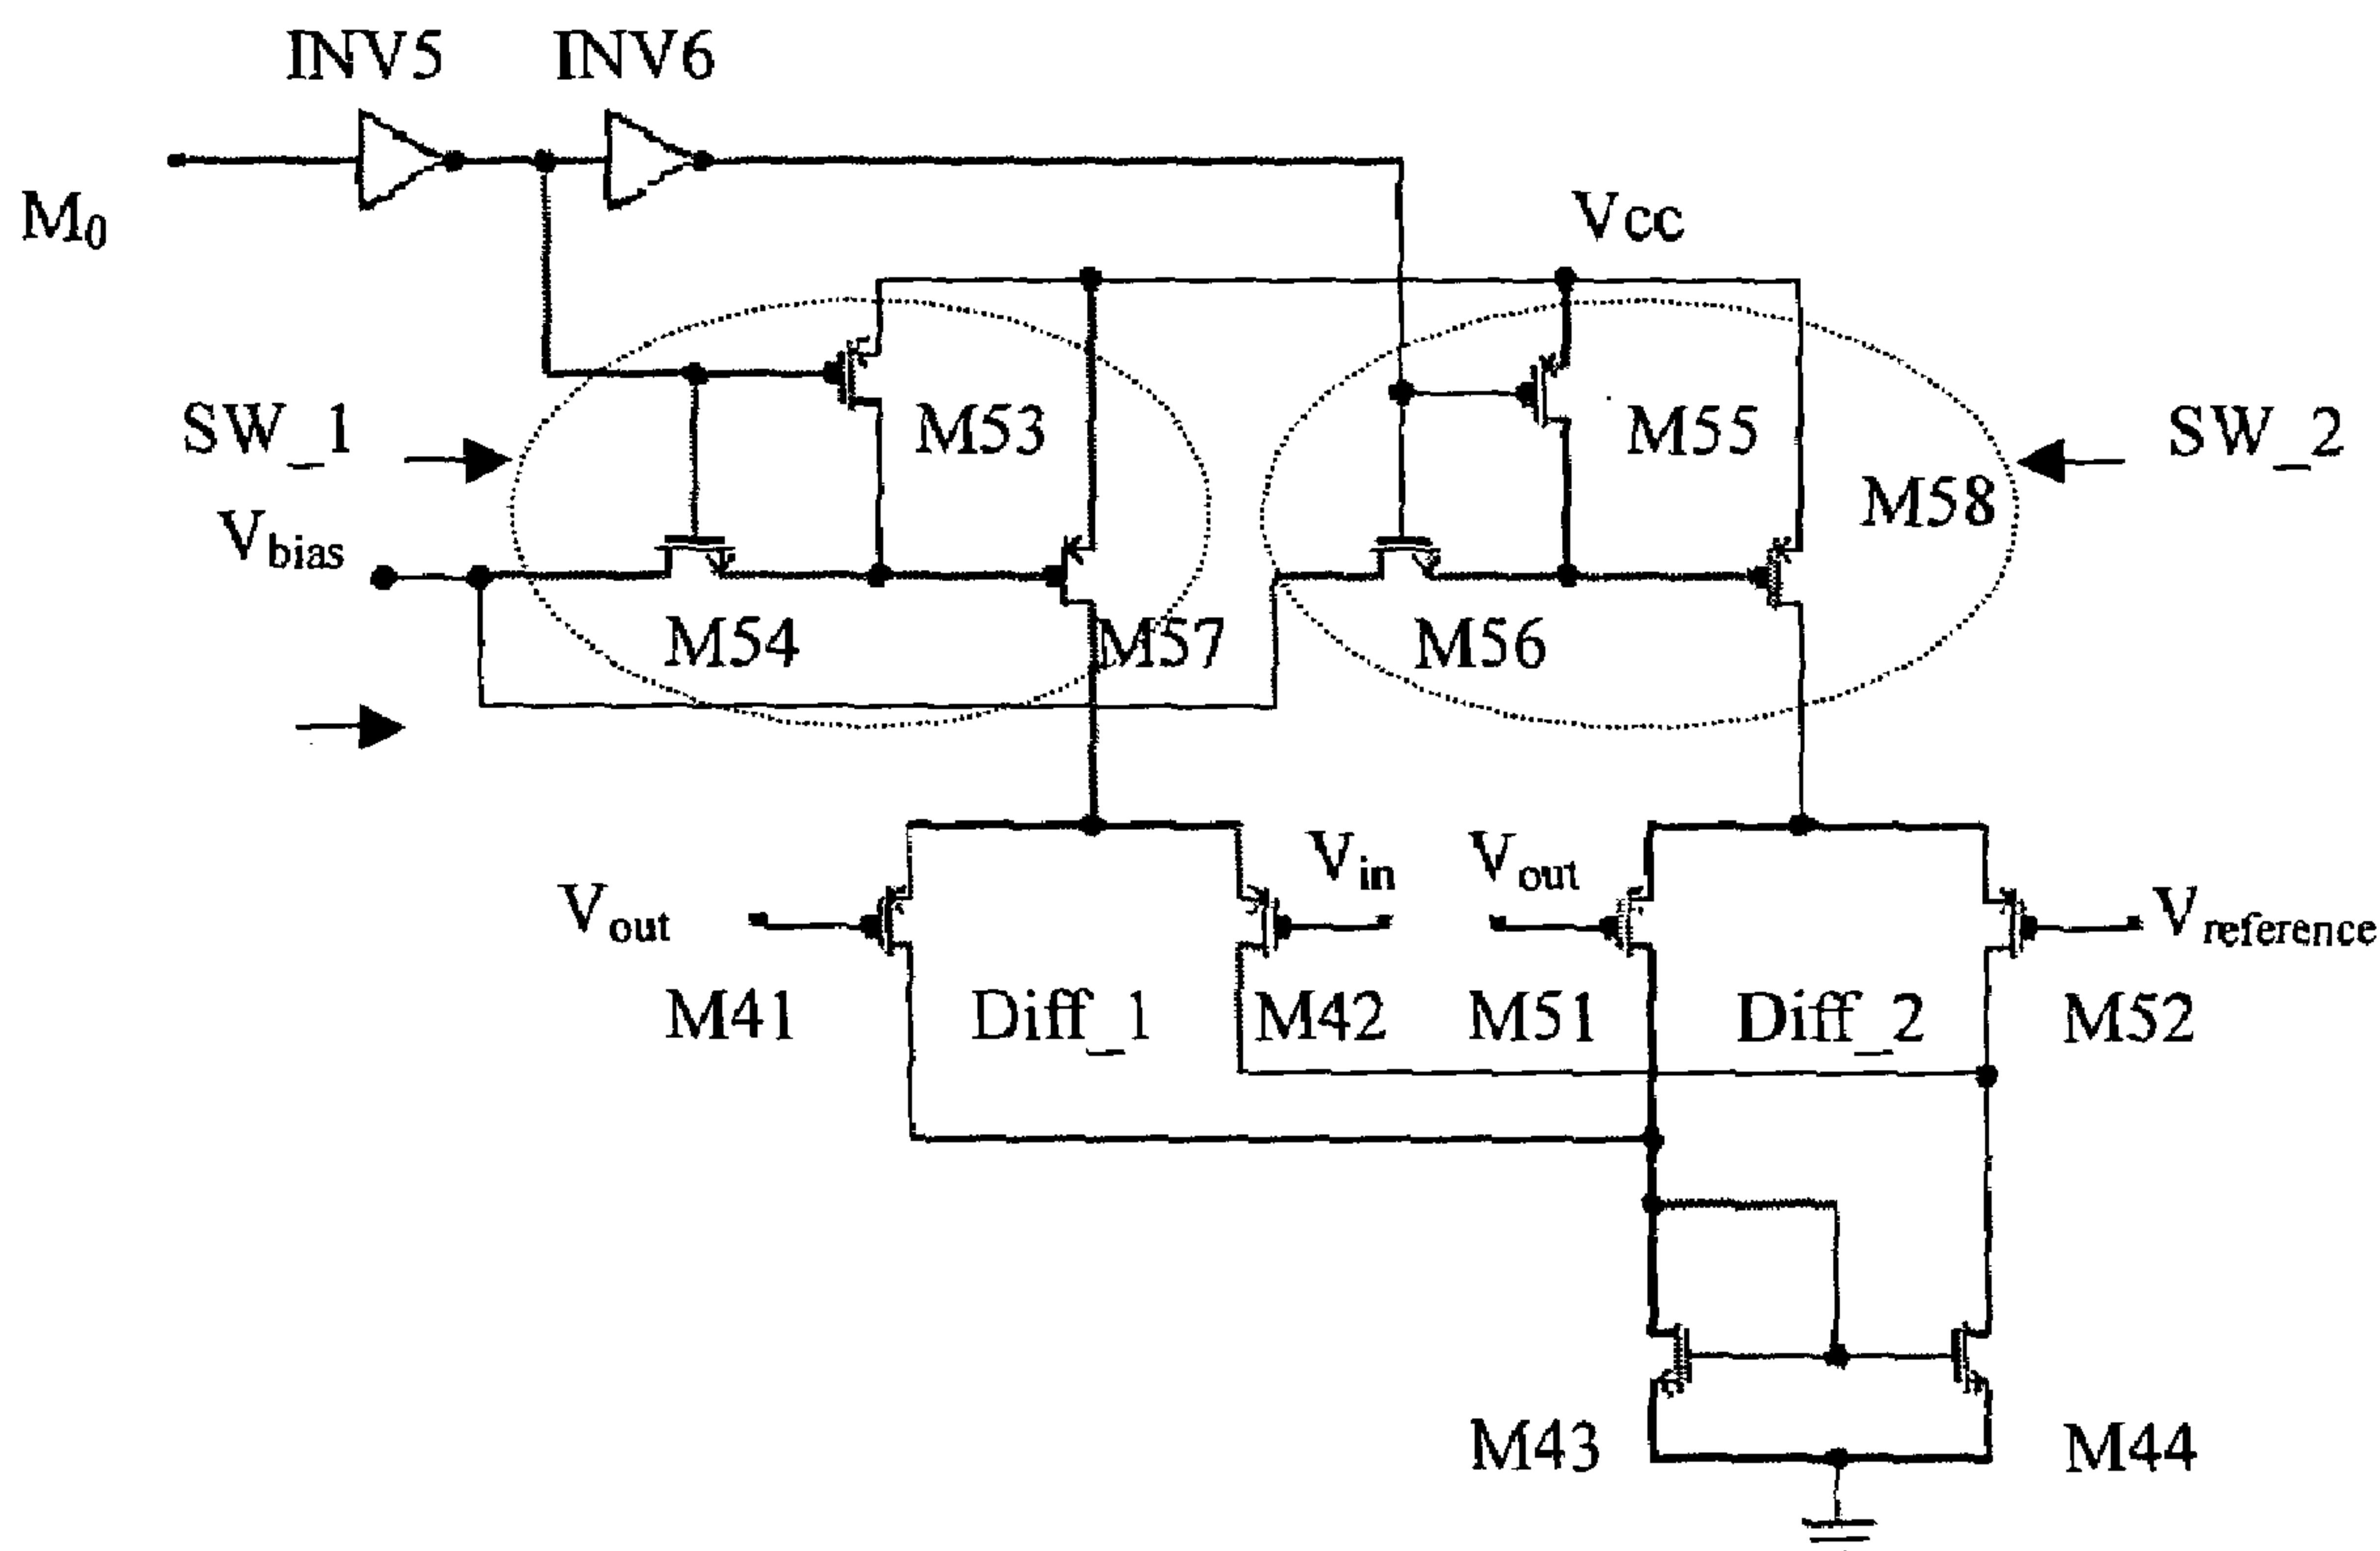 INV5
INV6
M0
Vcc
SW_1
M53
M55
SW_2
M58
Vbias
M54
M57
M56
Vin
Vout
Vout
Vreference
M41
Diff_1
M42
M51
Diff_2
M52
M43
M44